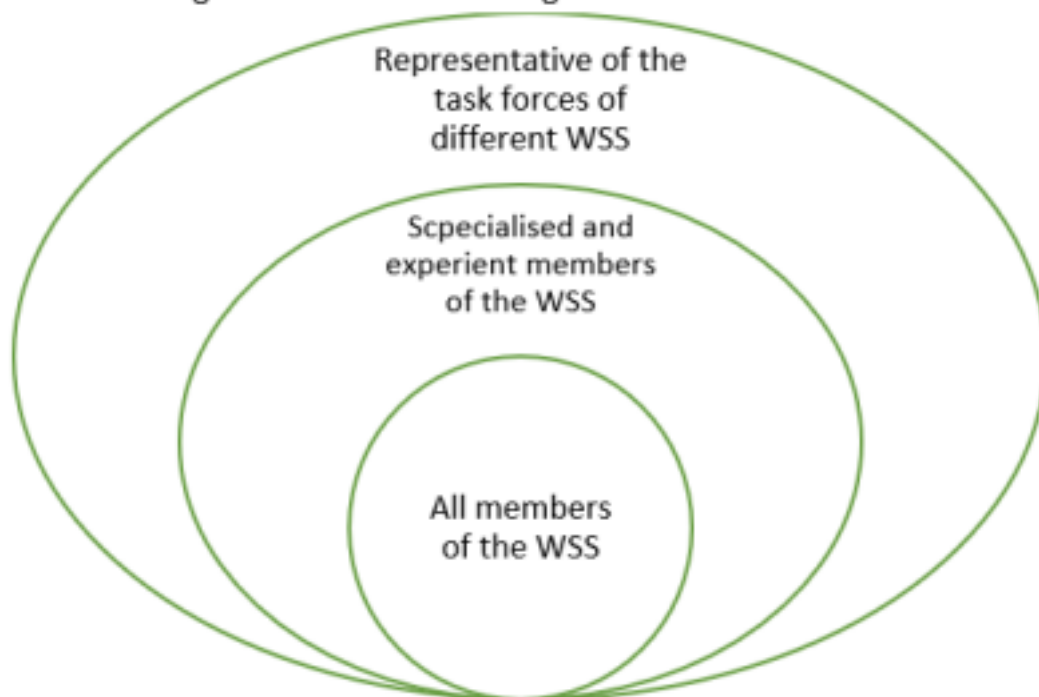 Representative of the
task forces of
different WSS
Scpecialised and
experient members
of the WSS
All members
of the WSS